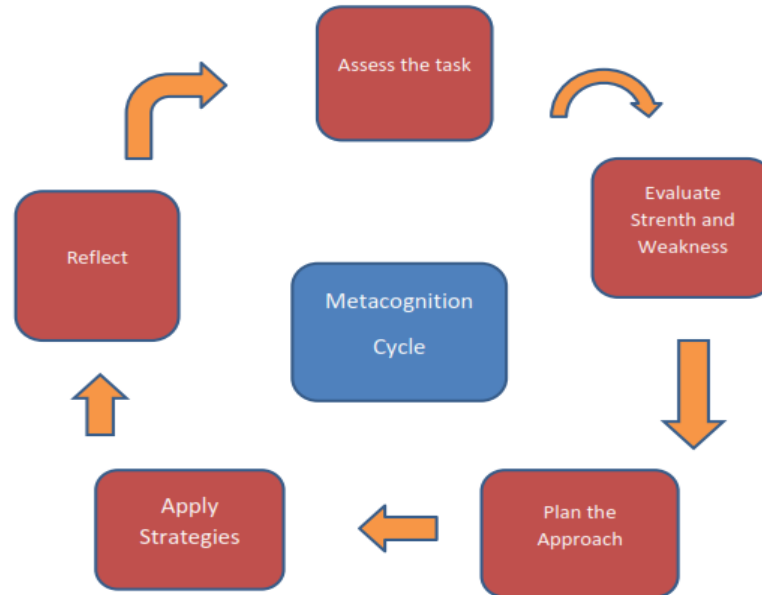 Assess the task
Evaluate
Strenth and
Weakness
Reflect
Metacognition
Cycle
Apply
Strategies
Plan the
Approach